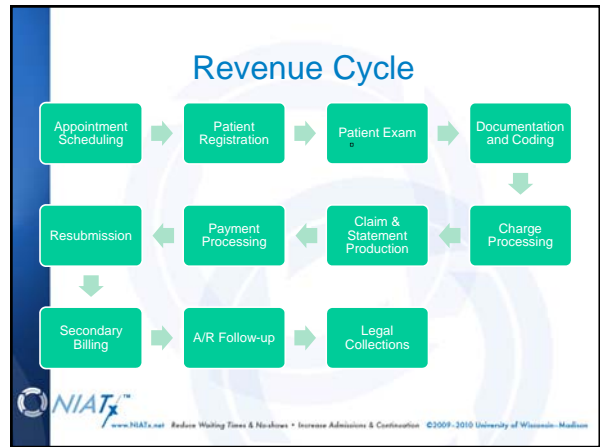 Revenue Cycle
Appointment
Scheduling
Patient
Registration
Patient Exam
Documentation
and Coding
Charge
Processing
Claim &
Statement
Production
Payment
Processing
Resubmission
Secondary
Billing
A/R Follow-up
Legal
Collections
NIATx
www.NIATx.net Reduce Waiting Times & No-shows • Increase Admissions & Continuation ©2009-2010 University of Wisconsin-Madison